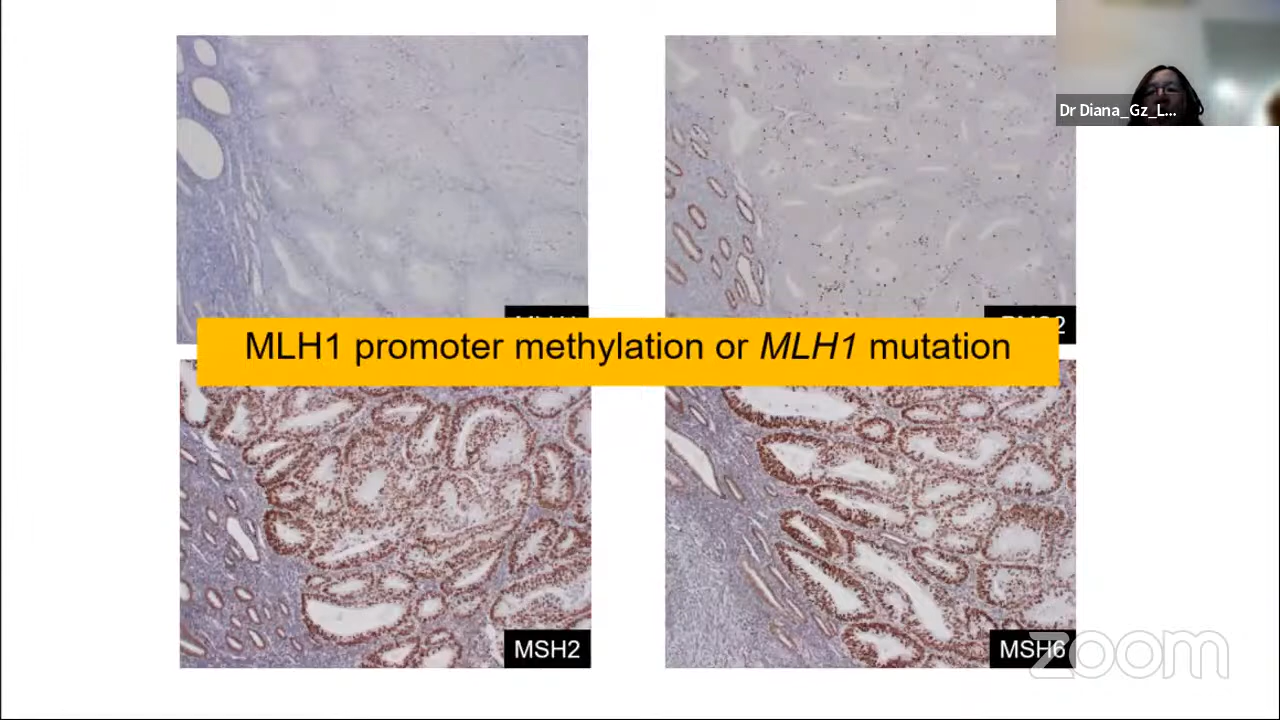 Dr Diana_Gz_L...
MLH1 promoter methylation or MLH1 mutation
MSH2
MSH6
zoom